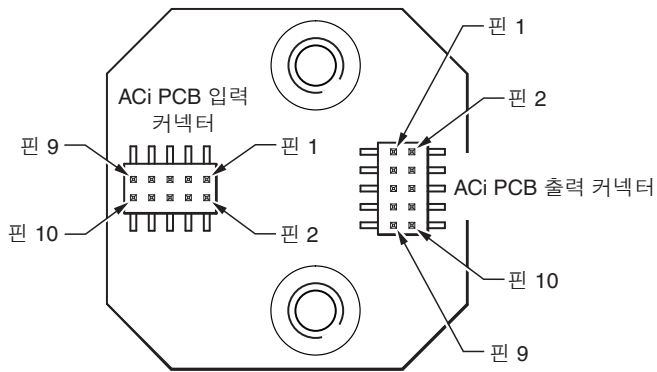 핀 1
핀 2
ACi PCB 입력
커넥터
핀 9
핀 1
ACi PCB 출력 커넥터
핀 10
핀 2
핀 10
핀 9